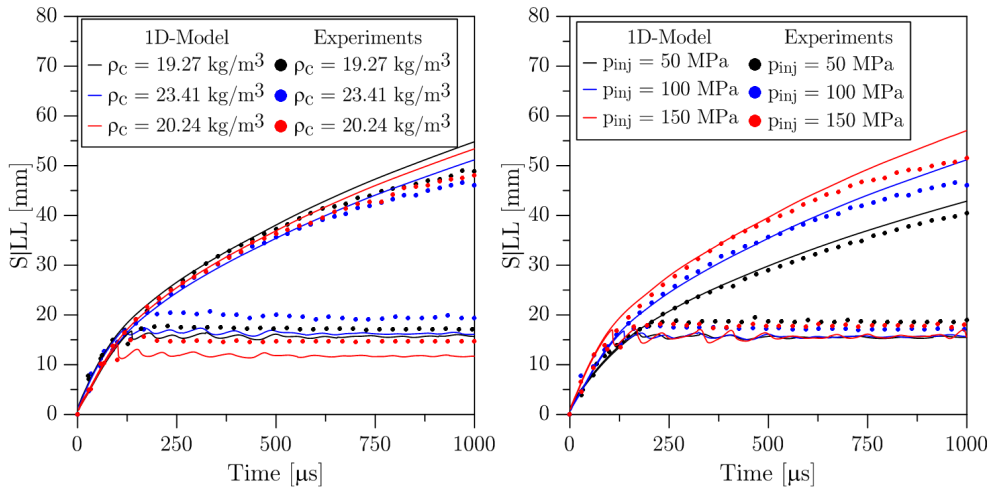 80
70
60
50
40
30
20
10
0
S|LL [mm]
1D-Model Experiments
ρC = 19.27 kg/m³ ρC = 19.27 kg/m³
ρC = 23.41 kg/m³ ρC = 23.41 kg/m³
ρC = 20.24 kg/m³ ρC = 20.24 kg/m³
0 250 500 750 1000
Time [μs]
80
70
60
50
40
30
20
10
0
S|LL [mm]
1D-Model Experiments
pinj = 50 MPa pinj = 50 MPa
pinj = 100 MPa pinj = 100 MPa
pinj = 150 MPa pinj = 150 MPa
0 250 500 750 1000
Time [μs]